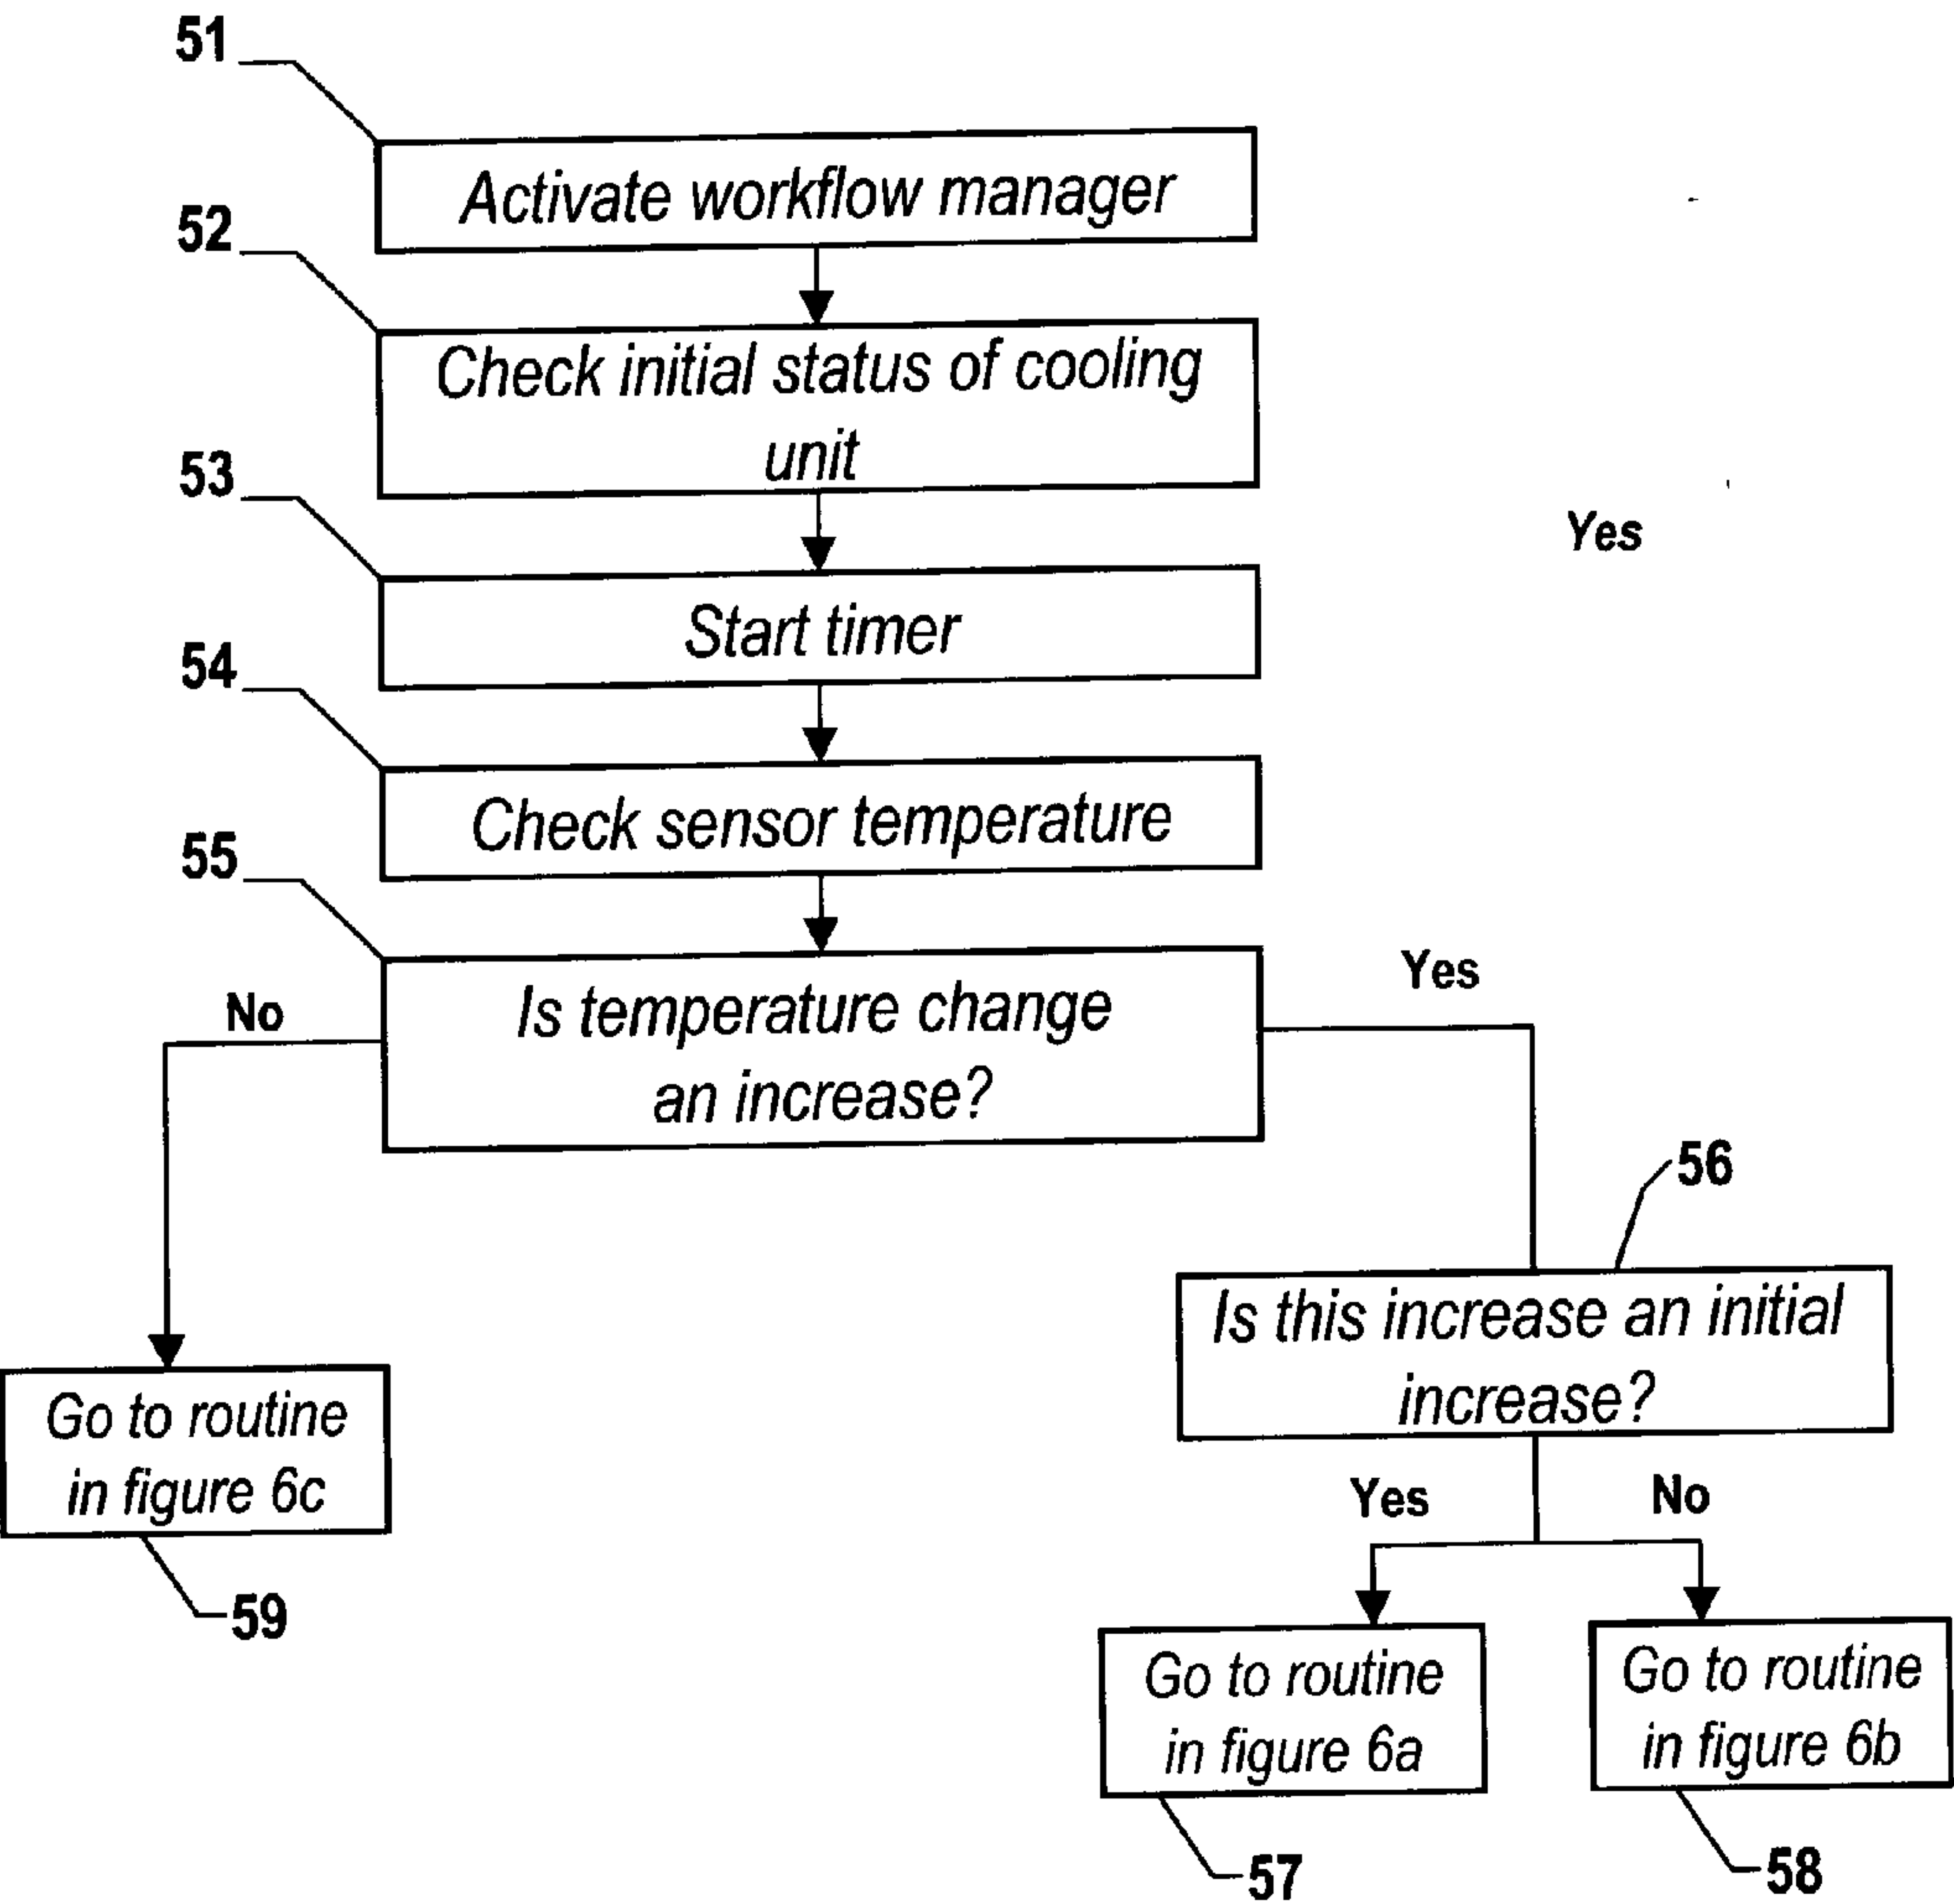 51
Activate workflow manager
52
Check initial status of cooling
unit
53
Yes
Start timer
54
Check sensor temperature
55
Yes
No
Is temperature change
an increase?
56
Is this increase an initial
increase?
Go to routine
in figure 6c
Yes
No
59
Go to routine
in figure 6a
Go to routine
in figure 6b
57
58